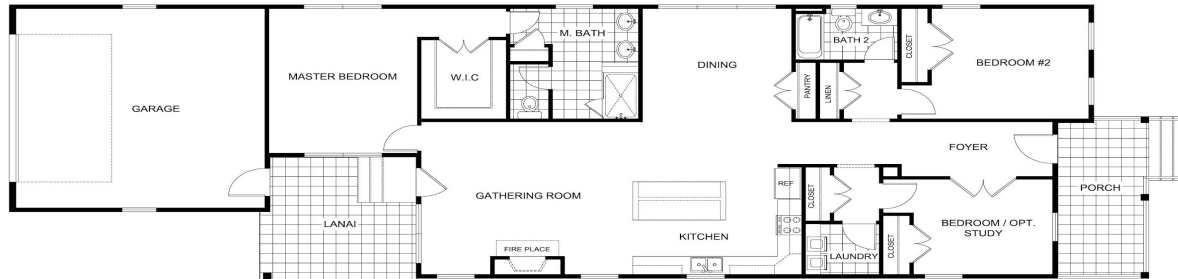 GARAGE
MASTER BEDROOM
W.I.C
M. BATH
DINING
PANTRY
LINEN
BATH 2
CLOSET
BEDROOM #2
FOYER
PORCH
LANAI
GATHERING ROOM
FIRE PLACE
KITCHEN
REF
CLOSET
LAUNDRY
CLOSET
BEDROOM / OPT.
STUDY